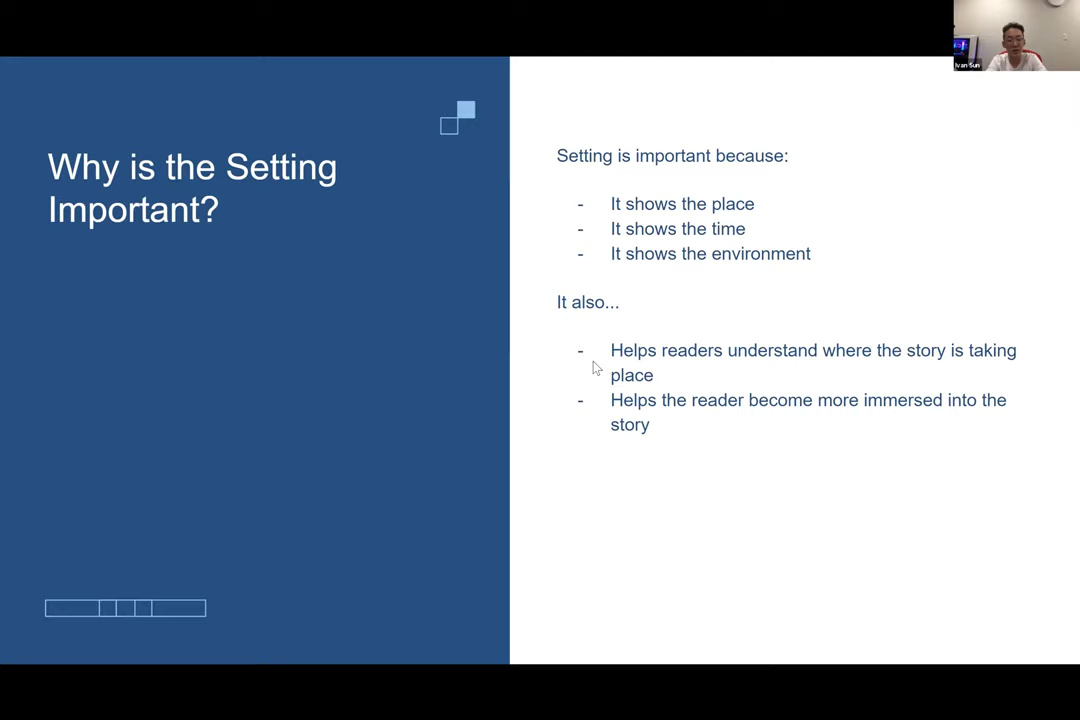 Ivan Sun
Why is the Setting
Important?
Setting is important because:
- It shows the place
- It shows the time
- It shows the environment
It also...
- Helps readers understand where the story is taking
place
- Helps the reader become more immersed into the
story